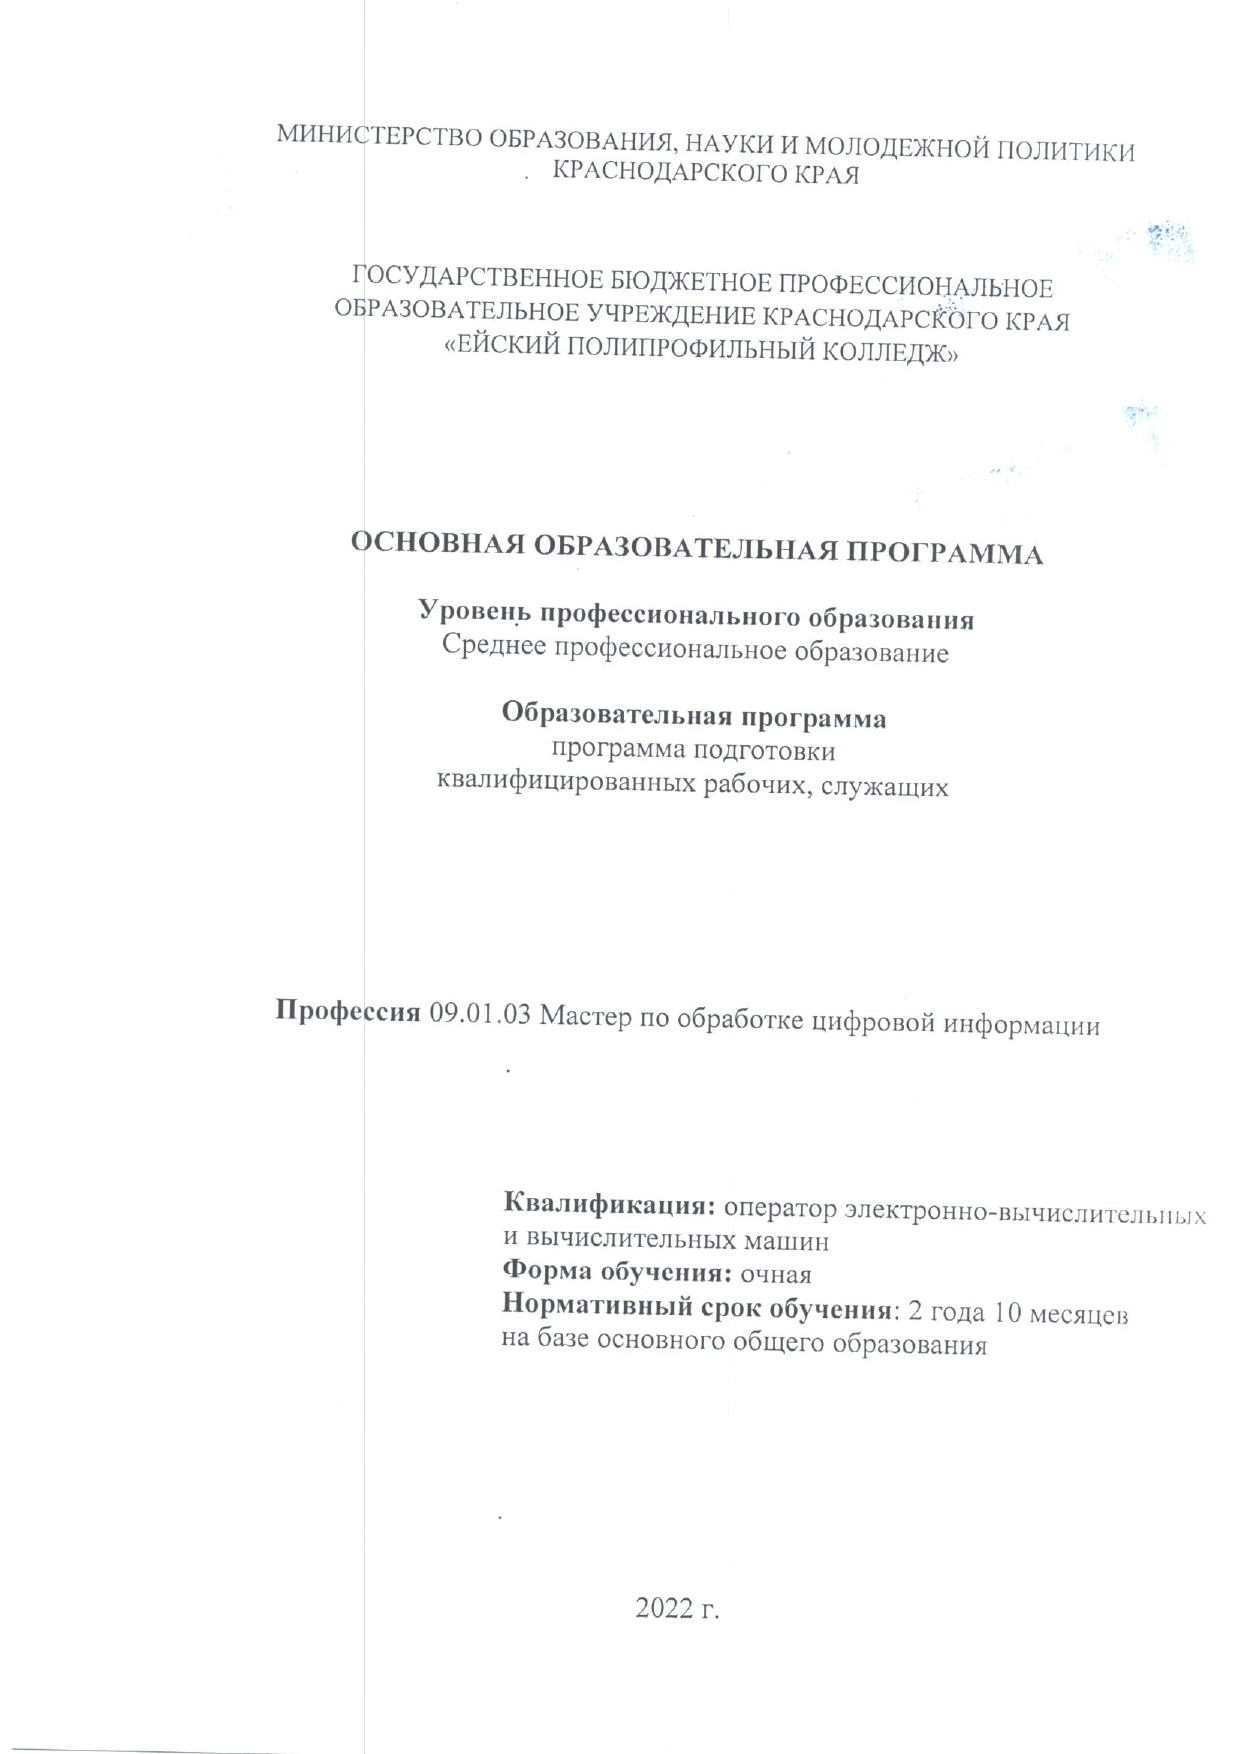 МИНИСТЕРСТВО ОБРАЗОВАНИЯ, НАУКИ И МОЛОДЕЖНОЙ ПОЛИТИКИ
КРАСНОДАРСКОГО КРАЯ
ГОСУДАРСТВЕННОЕ БЮДЖЕТНОЕ ПРОФЕССИОНАЛЬНОЕ
ОБРАЗОВАТЕЛЬНОЕ УЧРЕЖДЕНИЕ КРАСНОДАРСКОГО КРАЯ
«ЕЙСКИЙ ПОЛИПРОФИЛЬНЫЙ КОЛЛЕДЖ»
ОСНОВНАЯ ОБРАЗОВАТЕЛЬНАЯ ПРОГРАММА
Уровень профессионального образования
Среднее профессиональное образование
Образовательная программа
программа подготовки
квалифицированных рабочих, служащих
Профессия 09.01.03 Мастер по обработке цифровой информации
Квалификация: оператор электронно-вычислительных
и вычислительных машин
Форма обучения: очная
Нормативный срок обучения: 2 года 10 месяцев
на базе основного общего образования
2022 г.